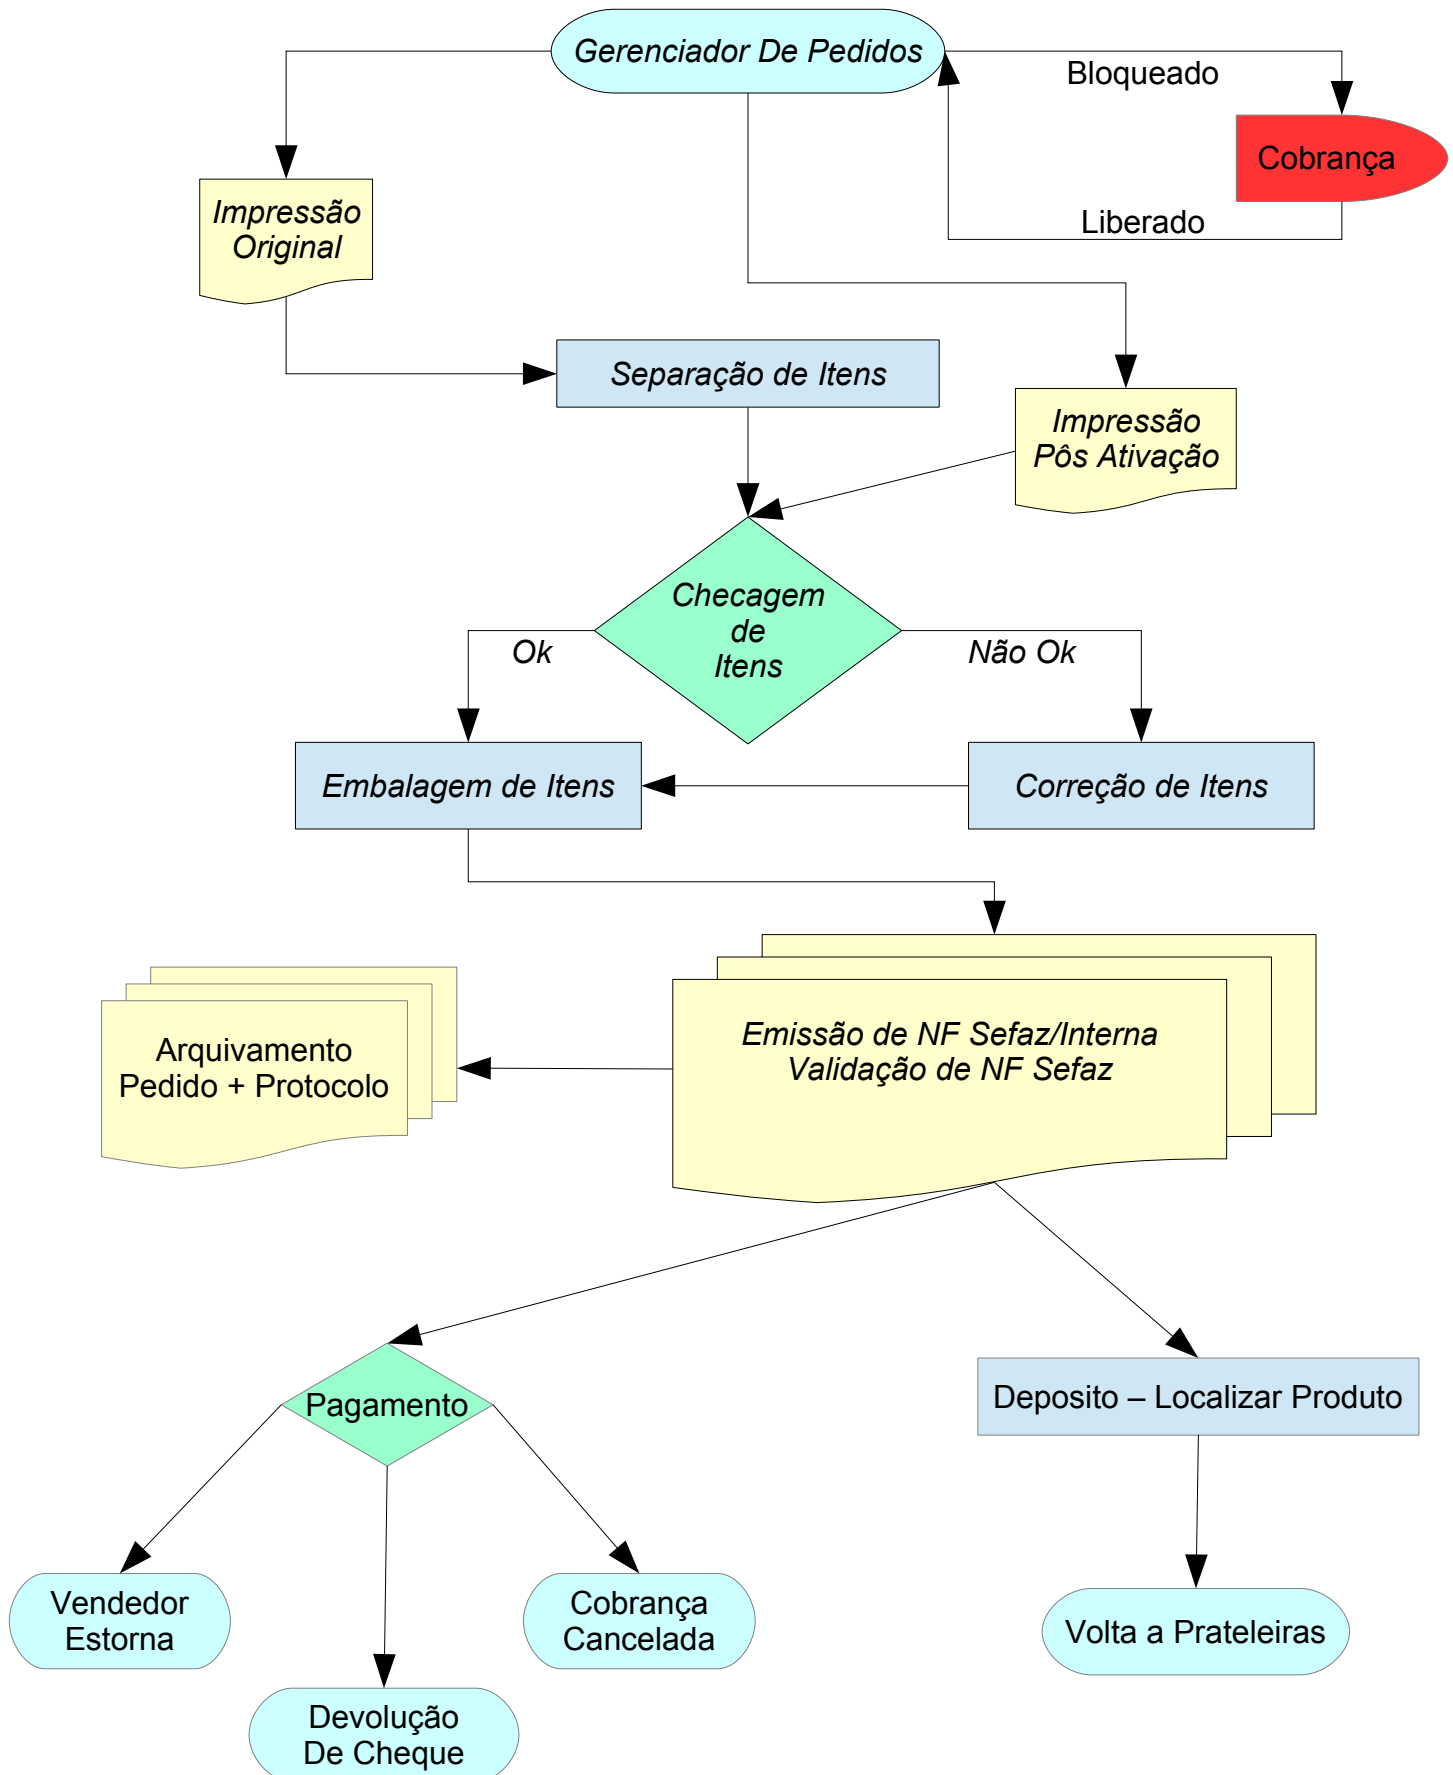 Gerenciador De Pedidos
Bloqueado
Cobrança
Liberado
Impressão
Original
Separação de Itens
Impressão
Pôs Ativação
Checagem
de
Itens
Ok
Não Ok
Embalagem de Itens
Correção de Itens
Emissão de NF Sefaz/Interna
Validação de NF Sefaz
Arquivamento
Pedido + Protocolo
Pagamento
Deposito – Localizar Produto
Vendedor
Estorna
Cobrança
Cancelada
Volta a Prateleiras
Devolução
De Cheque